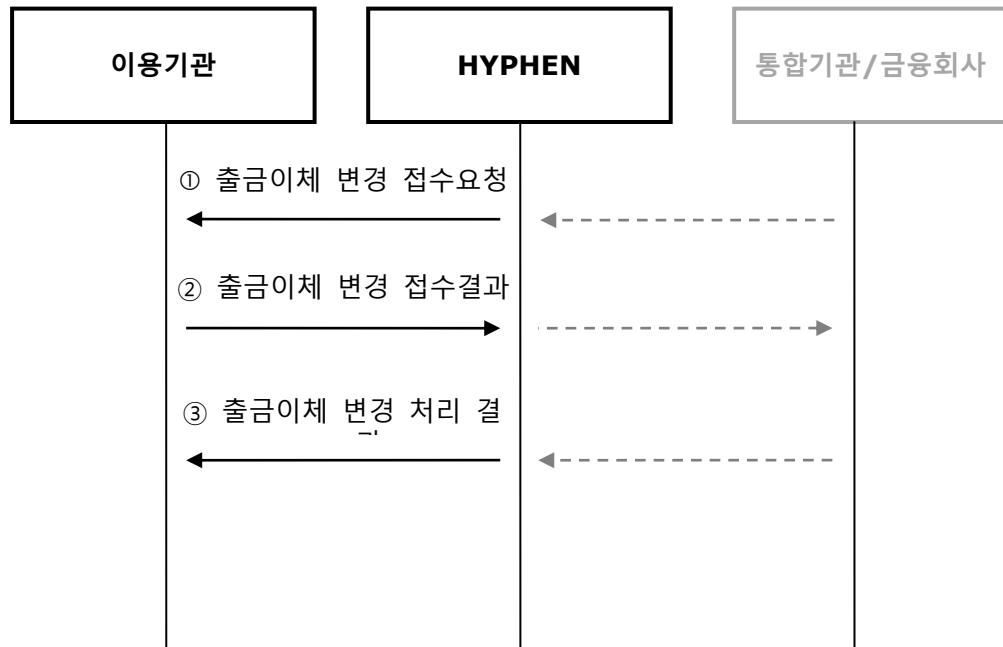 이용기관
HYPHEN
통합기관/금융회사
① 출금이체 변경 접수요청
② 출금이체 변경 접수결과
③ 출금이체 변경 처리 결